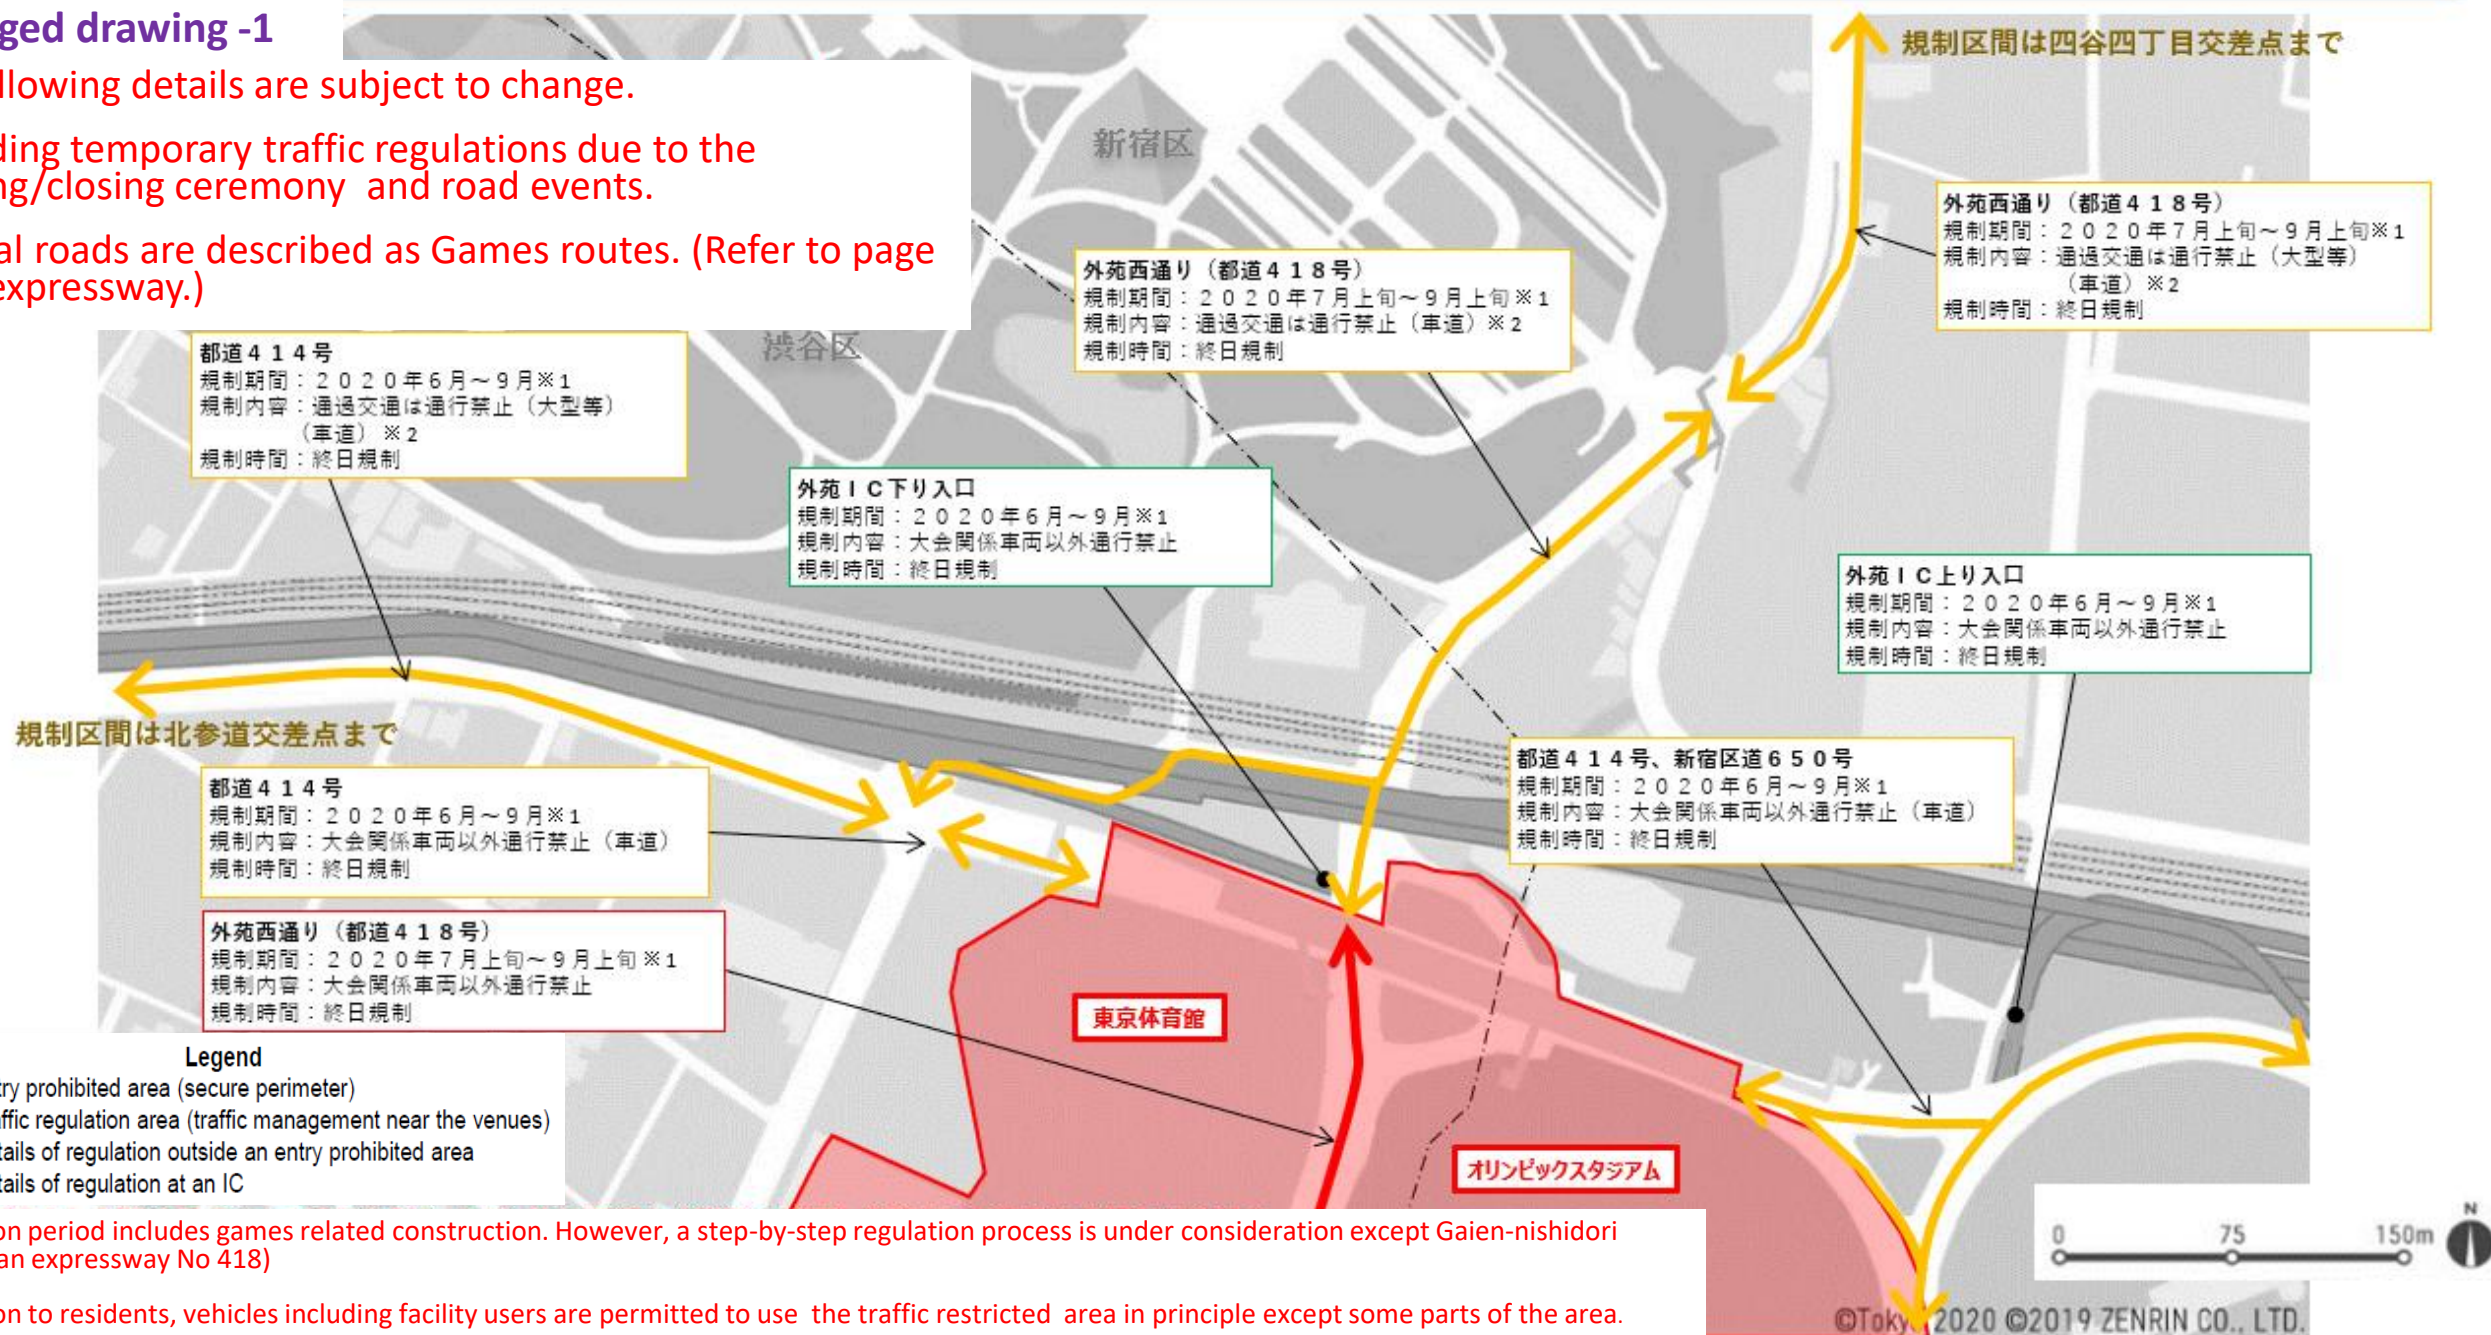 ged drawing -1
llowing details are subject to change.
ding temporary traffic regulations due to the
ng/closing ceremony and road events.
al roads are described as Games routes. (Refer to page
expressway.)
規制区間は四谷四丁目交差点まで
新宿区
渋谷区
外苑西通り（都道４１８号）
規制期間：２０２０年７月上旬～９月上旬※1
規制内容：通過交通は通行禁止（大型等）
（車道）※2
規制時間：終日規制
外苑西通り（都道４１８号）
規制期間：２０２０年７月上旬～９月上旬※1
規制内容：通過交通は通行禁止（車道）※2
規制時間：終日規制
都道４１４号
規制期間：２０２０年６月～９月※1
規制内容：通過交通は通行禁止（大型等）
（車道）※2
規制時間：終日規制
外苑ＩＣ下り入口
規制期間：２０２０年６月～９月※1
規制内容：大会関係車両以外通行禁止
規制時間：終日規制
外苑ＩＣ上り入口
規制期間：２０２０年６月～９月※1
規制内容：大会関係車両以外通行禁止
規制時間：終日規制
規制区間は北参道交差点まで
都道４１４号、新宿区道６５０号
規制期間：２０２０年６月～９月※1
規制内容：大会関係車両以外通行禁止（車道）
規制時間：終日規制
都道４１４号
規制期間：２０２０年６月～９月※1
規制内容：大会関係車両以外通行禁止（車道）
規制時間：終日規制
外苑西通り（都道４１８号）
規制期間：２０２０年７月上旬～９月上旬※1
規制内容：大会関係車両以外通行禁止
規制時間：終日規制
東京体育館
オリンピックスタジアム
Legend
try prohibited area (secure perimeter)
affic regulation area (traffic management near the venues)
tails of regulation outside an entry prohibited area
tails of regulation at an IC
on period includes games related construction. However, a step-by-step regulation process is under consideration except Gaien-nishidori
an expressway No 418)
on to residents, vehicles including facility users are permitted to use the traffic restricted area in principle except some parts of the area.
0 75 150m
N
©Tokyo 2020 ©2019 ZENRIN CO., LTD.